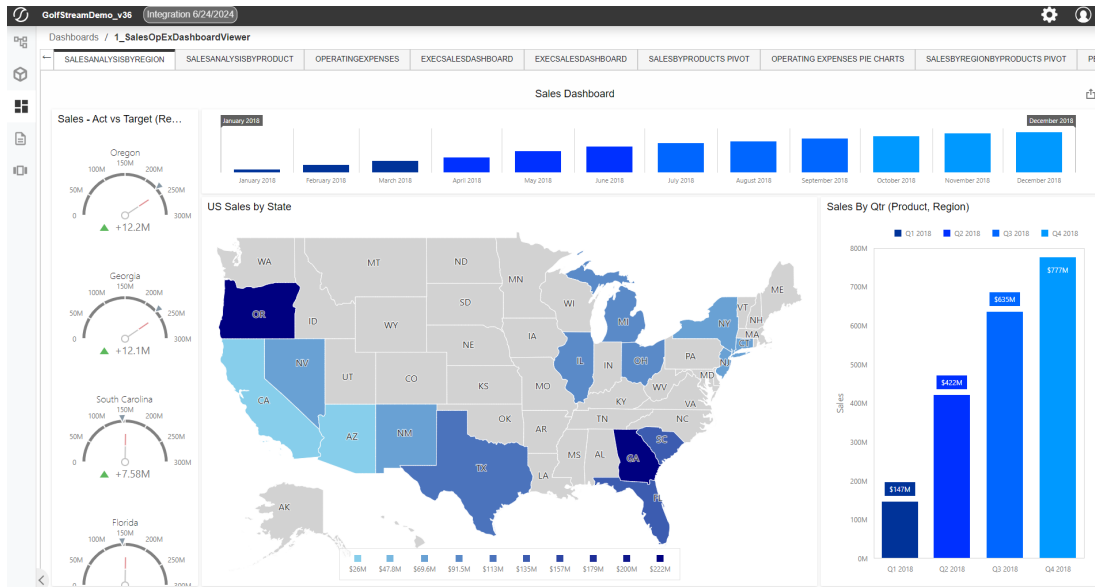 GolfStreamDemo_v36 Integration 6/24/2024
Dashboards / 1_SalesOpExDashboardViewer
← SALESANALYSISBYREGION SALESANALYSISBYPRODUCT OPERATINGEXPENSES EXECSALESDASHBOARD EXECSALESDASHBOARD SALESBYPRODUCTS PIVOT OPERATING EXPENSES PIE CHARTS SALESBYREGIONBYPRODUCTS PIVOT
Sales Dashboard
Sales - Act vs Target (Re...
Oregon
0 50M 100M 150M 200M 250M 300M
+12.2M
Georgia
0 50M 100M 150M 200M 250M 300M
+12.1M
South Carolina
0 50M 100M 150M 200M 250M 300M
+7.58M
Florida
0 50M 100M 150M 200M 250M 300M
January 2018 December 2018
January 2018 February 2018 March 2018 April 2018 May 2018 June 2018 July 2018 August 2018 September 2018 October 2018 November 2018 December 2018
US Sales by State
WA MT ND MN ME
OR ID SD WI VT NH
WY MI NY MA
IA CT
NV NE IL IN OH PA NJ
UT CO MD
CA KS MO WV
KY VA
AZ NM OK AR TN NC
SC
TX MS AL GA
LA
AK FL
$26M $47.8M $69.6M $91.5M $113M $135M $157M $179M $200M $222M
Sales By Qtr (Product, Region)
Q1 2018 Q2 2018 Q3 2018 Q4 2018
800M
700M
600M
500M
400M
300M
200M
100M
0M
Sales
$147M $422M $635M $777M
Q1 2018 Q2 2018 Q3 2018 Q4 2018